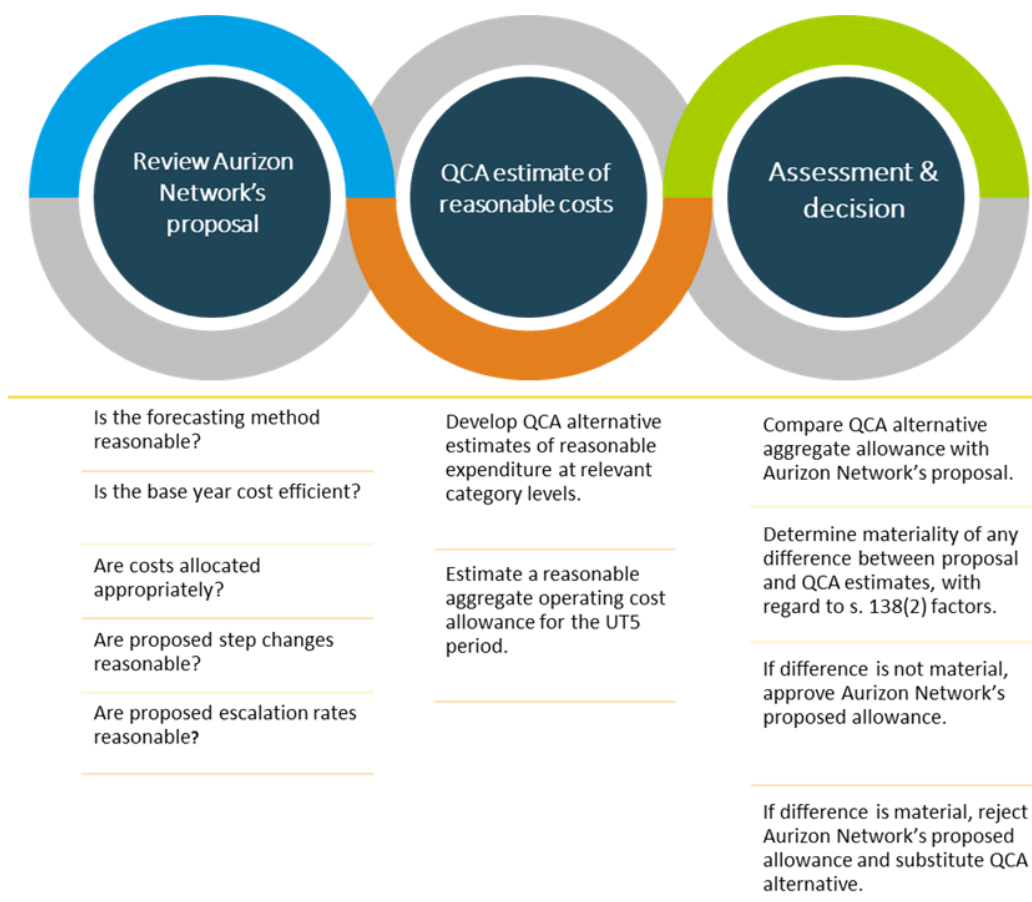 Review Aurizon
Network's
proposal
QCA estimate of
reasonable costs
Assessment &
decision
Is the forecasting method
reasonable?
Is the base year cost efficient?
Are costs allocated
appropriately?
Are proposed step changes
reasonable?
Are proposed escalation rates
reasonable?
Develop QCA alternative
estimates of reasonable
expenditure at relevant
category levels.
Estimate a reasonable
aggregate operating cost
allowance for the UT5
period.
Compare QCA alternative
aggregate allowance with
Aurizon Network's proposal.
Determine materiality of any
difference between proposal
and QCA estimates, with
regard to s. 138(2) factors.
If difference is not material,
approve Aurizon Network's
proposed allowance.
If difference is material, reject
Aurizon Network's proposed
allowance and substitute QCA
alternative.